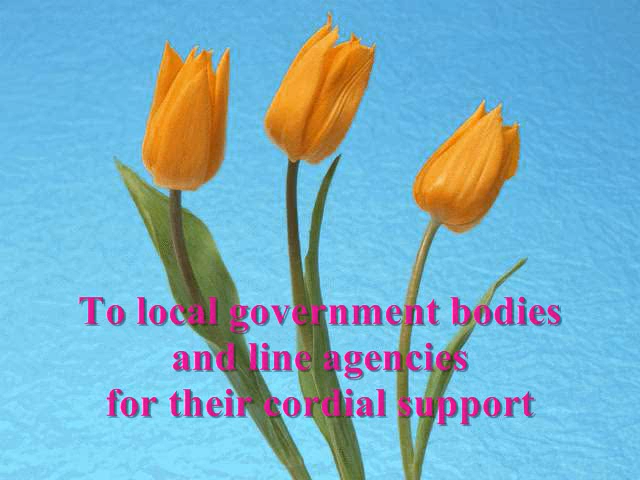 To local government bodies
and line agencies
for their cordial support